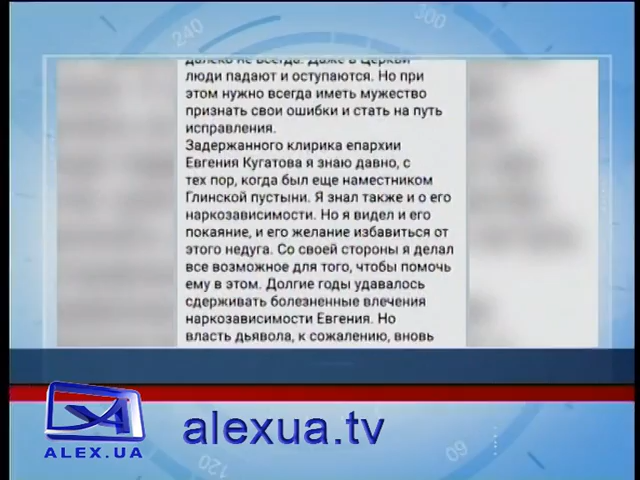 240
300
далеко не всегда. Даже в Церкви
люди падают и оступаются. Но при
этом нужно всегда иметь мужество
признать свои ошибки и стать на путь
исправления.
Задержанного клирика епархии
Евгения Кугатова я знаю давно, с
тех пор, когда был еще наместником
Глинской пустыни. Я знал также и о его
наркозависимости. Но я видел и его
покаяние, и его желание избавиться от
этого недуга. Со своей стороны я делал
все возможное для того, чтобы помочь
ему в этом. Долгие годы удавалось
сдерживать болезненные влечения
наркозависимости Евгения. Но
власть дьявола, к сожалению, вновь
ALEX.UA
alexua.tv
120
60